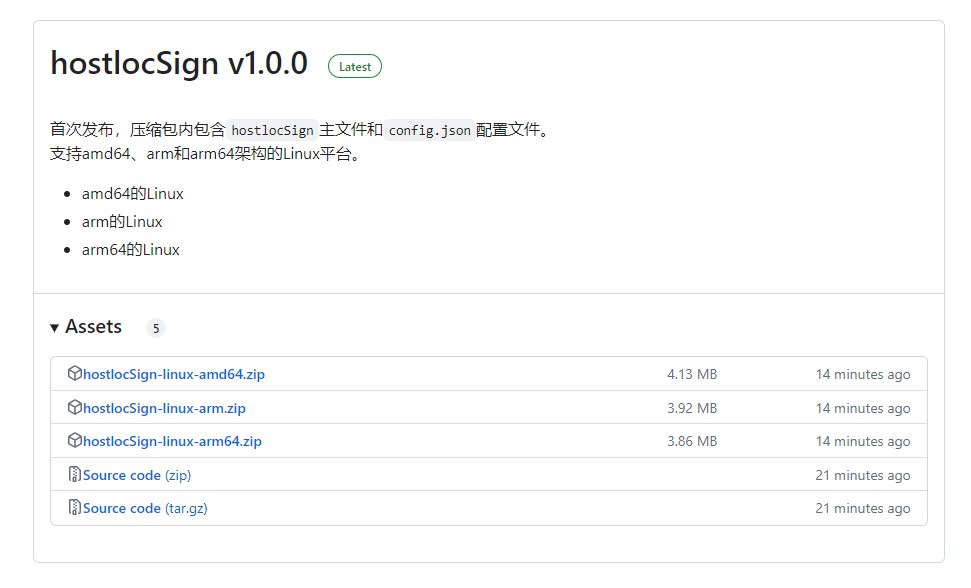 hostlocSign v1.0.0 Latest
首次发布，压缩包内包含 hostlocSign 主文件和 config.json 配置文件。
支持amd64、arm和arm64架构的Linux平台。
amd64的Linux
arm的Linux
arm64的Linux
Assets 5
hostlocSign-linux-amd64.zip 4.13 MB 14 minutes ago
hostlocSign-linux-arm.zip 3.92 MB 14 minutes ago
hostlocSign-linux-arm64.zip 3.86 MB 14 minutes ago
Source code (zip) 21 minutes ago
Source code (tar.gz) 21 minutes ago